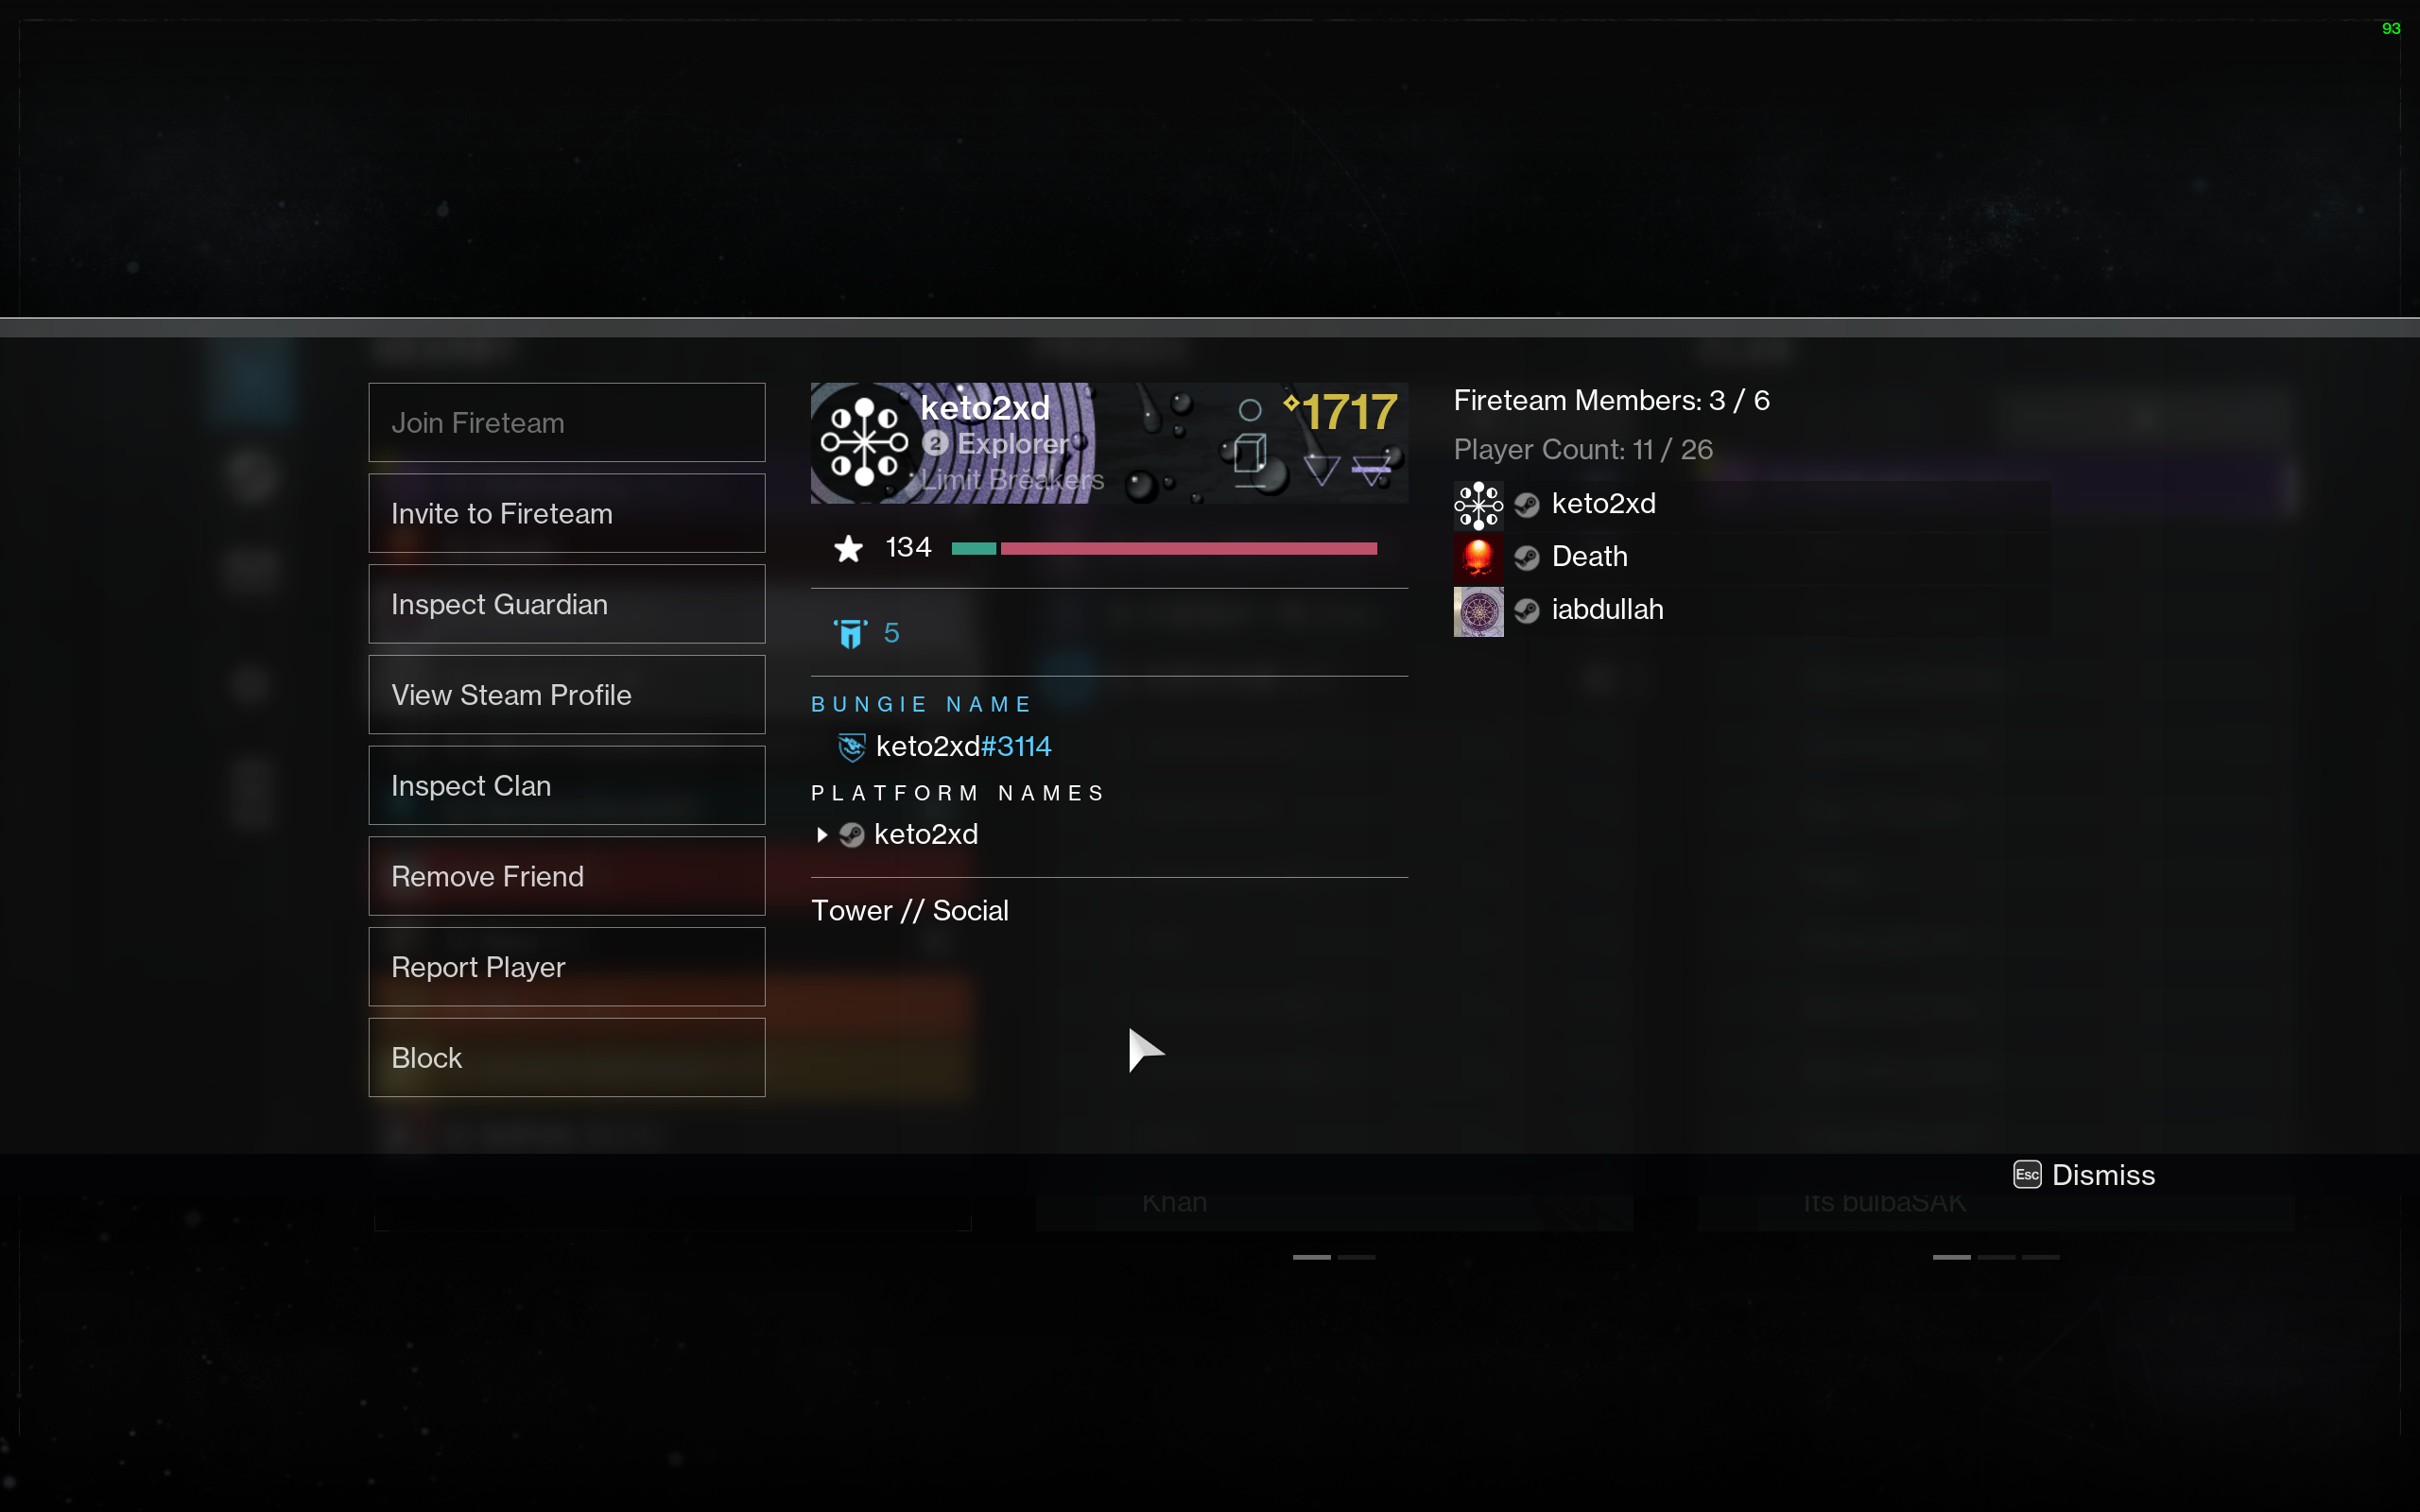 93
Join Fireteam
Invite to Fireteam
Inspect Guardian
View Steam Profile
Inspect Clan
Remove Friend
Report Player
Block
keto2xd
2 Explorer
Limit Breakers
1717
134
5
BUNGIE NAME
keto2xd#3114
PLATFORM NAMES
keto2xd
Tower // Social
Fireteam Members: 3 / 6
Player Count: 11 / 26
keto2xd
Death
iabdullah
Esc Dismiss
Khan
Its bulbaSAK